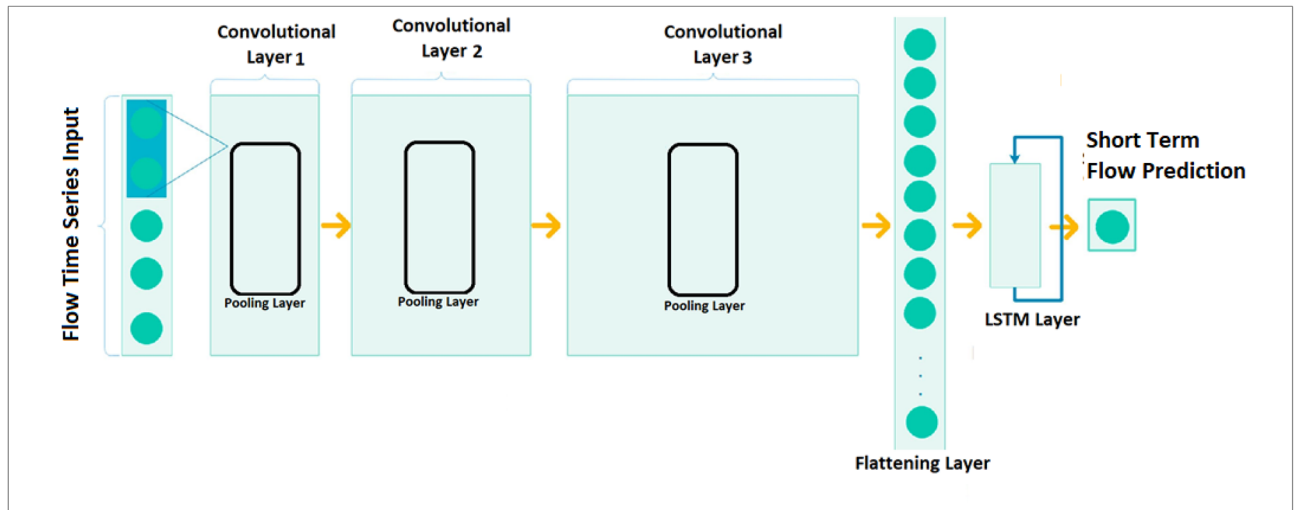 Flow Time Series Input
Convolutional
Layer 1
Pooling Layer
Convolutional
Layer 2
Pooling Layer
Convolutional
Layer 3
Pooling Layer
Flattening Layer
LSTM Layer
Short Term
Flow Prediction